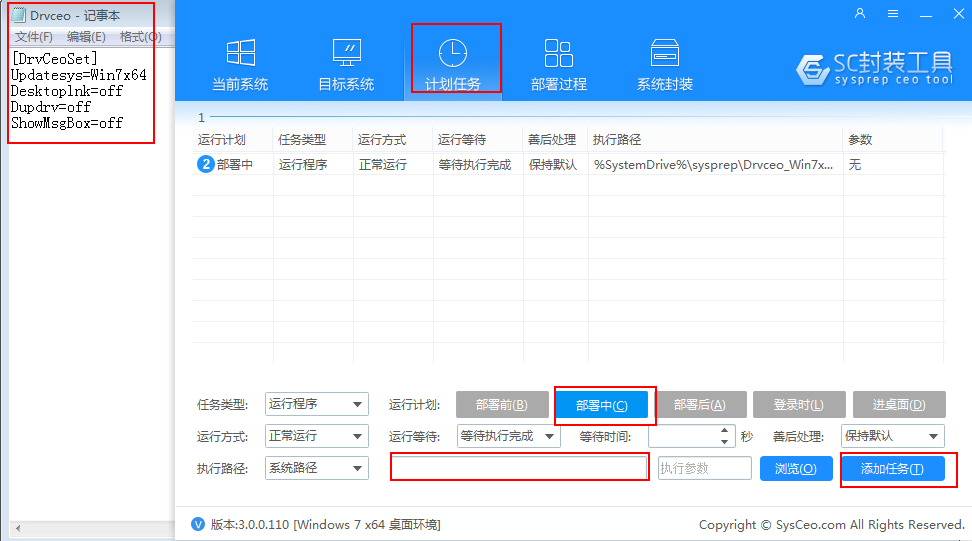 Drvceo - 记事本
文件(F) 编辑(E) 格式(O)
[DrvCeoSet]
Updatesys=Win7x64
Desktoplnk=off
Dupdrv=off
ShowMsgBox=off
当前系统 目标系统 计划任务 部署过程 系统封装
SC封装工具
sysprep ceo tool
1
运行计划 任务类型 运行方式 运行等待 善后处理 执行路径 参数
2 部署中 运行程序 正常运行 等待执行完成 保持默认 %SystemDrive%\sysprep\Drvceo_Win7x... 无
任务类型: 运行程序 运行计划: 部署前(B) 部署中(C) 部署后(A) 登录时(L) 进桌面(D)
运行方式: 正常运行 运行等待: 等待执行完成 等待时间: 秒 善后处理: 保持默认
执行路径: 系统路径 执行参数 浏览(O) 添加任务(T)
V 版本:3.0.0.110 [Windows 7 x64 桌面环境] Copyright © SysCeo.com All Rights Reserved.